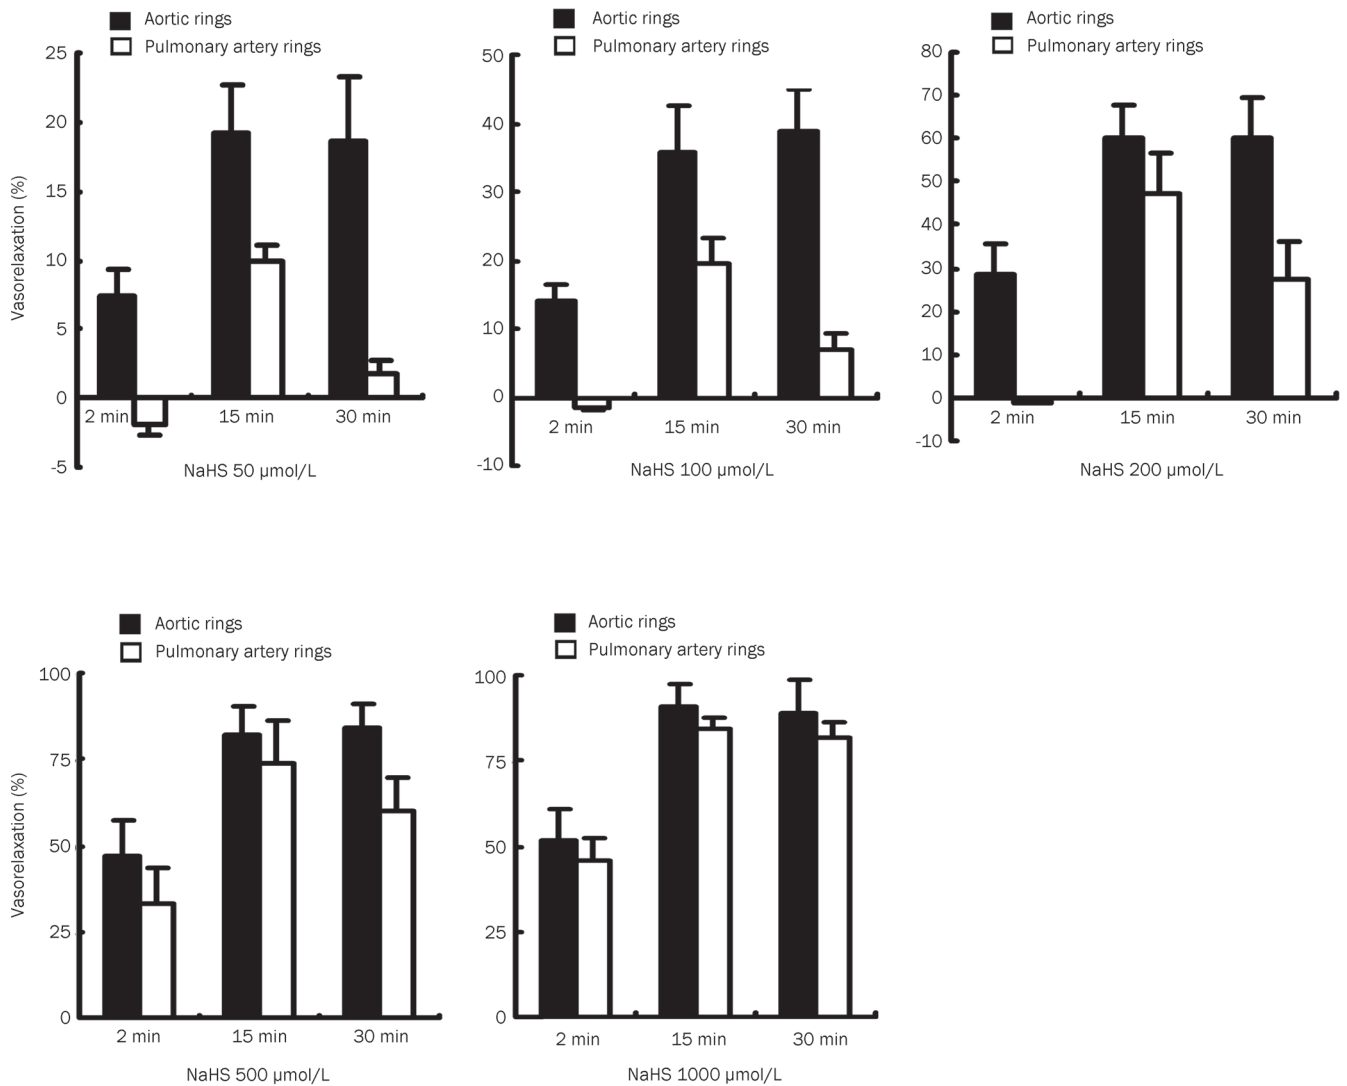 Aortic rings
Pulmonary artery rings
25
20
15
10
5
0
-5
Vasorelaxation (%)
2 min 15 min 30 min
NaHS 50 µmol/L
Aortic rings
Pulmonary artery rings
50
40
30
20
10
0
-10
2 min 15 min 30 min
NaHS 100 µmol/L
Aortic rings
Pulmonary artery rings
80
70
60
50
40
30
20
10
0
-10
2 min 15 min 30 min
NaHS 200 µmol/L
Aortic rings
Pulmonary artery rings
100
75
50
25
0
Vasorelaxation (%)
2 min 15 min 30 min
NaHS 500 µmol/L
Aortic rings
Pulmonary artery rings
100
75
50
25
0
2 min 15 min 30 min
NaHS 1000 µmol/L